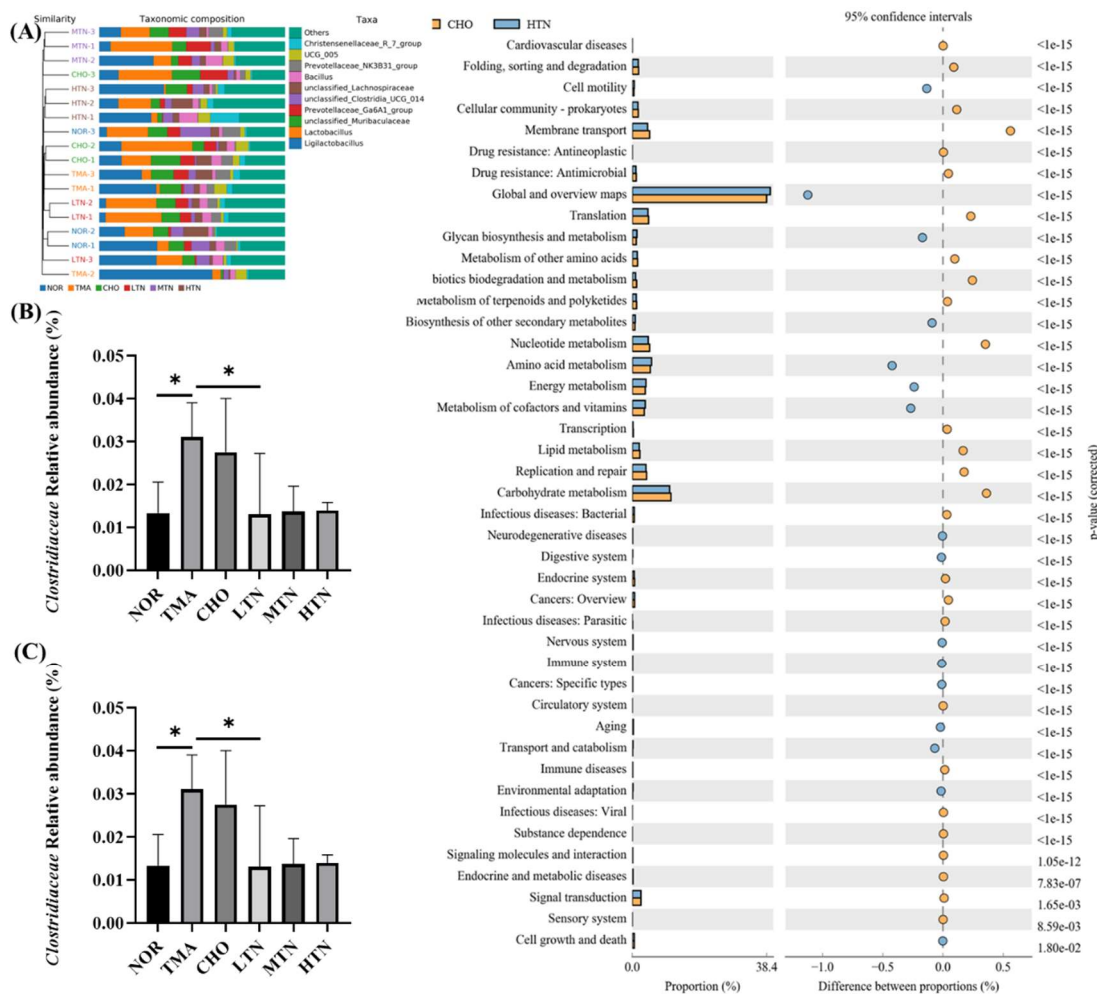 (A)
Similarity
Taxonomic composition
Taxa
MTN-3
MTN-1
MTN-2
CHO-3
HTN-3
HTN-2
HTN-1
NOR-3
CHO-2
CHO-1
TMA-3
TMA-1
LTN-2
LTN-1
NOR-2
NOR-1
LTN-3
TMA-2
Others
Christensenellaceae_R_7_group
UCG_005
Prevotellaceae_NK3B31_group
Bacillus
unclassified_Lachnospiraceae
unclassified_Clostridia_UCG_014
Prevotellaceae_Ga6A1_group
unclassified_Muribaculaceae
Lactobacillus
Ligilactobacillus
NOR TMA CHO LTN MTN HTN
(B)
Clostridiaceae Relative abundance (%)
0.05
0.04
0.03
0.02
0.01
0.00
* *
NOR TMA CHO LTN MTN HTN
(C)
Clostridiaceae Relative abundance (%)
0.05
0.04
0.03
0.02
0.01
0.00
* *
NOR TMA CHO LTN MTN HTN
CHO HTN
95% confidence intervals
Cardiovascular diseases <1e-15
Folding, sorting and degradation <1e-15
Cell motility <1e-15
Cellular community - prokaryotes <1e-15
Membrane transport <1e-15
Drug resistance: Antineoplastic <1e-15
Drug resistance: Antimicrobial <1e-15
Global and overview maps <1e-15
Translation <1e-15
Glycan biosynthesis and metabolism <1e-15
Metabolism of other amino acids <1e-15
biotics biodegradation and metabolism <1e-15
Metabolism of terpenoids and polyketides <1e-15
Biosynthesis of other secondary metabolites <1e-15
Nucleotide metabolism <1e-15
Amino acid metabolism <1e-15
Energy metabolism <1e-15
Metabolism of cofactors and vitamins <1e-15
Transcription <1e-15
Lipid metabolism <1e-15
Replication and repair <1e-15
Carbohydrate metabolism <1e-15
Infectious diseases: Bacterial <1e-15
Neurodegenerative diseases <1e-15
Digestive system <1e-15
Endocrine system <1e-15
Cancers: Overview <1e-15
Infectious diseases: Parasitic <1e-15
Nervous system <1e-15
Immune system <1e-15
Cancers: Specific types <1e-15
Circulatory system <1e-15
Aging <1e-15
Transport and catabolism <1e-15
Immune diseases <1e-15
Environmental adaptation <1e-15
Infectious diseases: Viral <1e-15
Substance dependence <1e-15
Signaling molecules and interaction 1.05e-12
Endocrine and metabolic diseases 7.83e-07
Signal transduction 1.65e-03
Sensory system 8.59e-03
Cell growth and death 1.80e-02
p-value (corrected)
0.0 38.4 −1.0 −0.5 0.0 0.5
Proportion (%) Difference between proportions (%)